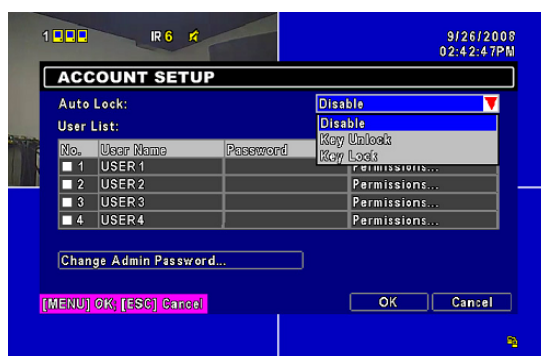 1 IR 6 9/26/2008
02:42:47PM
ACCOUNT SETUP
Auto Lock: Disable
User List: Disable
Key Unlock
Key Lock
No. User Name Password
1 USER1 Permissions...
2 USER2 Permissions...
3 USER3 Permissions...
4 USER4 Permissions...
Change Admin Password...
[MENU] OK; [ESC] Cancel OK Cancel